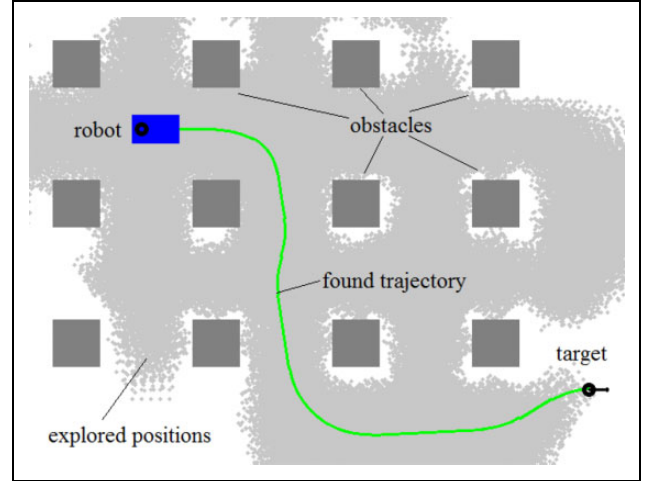 robot
obstacles
found trajectory
target
explored positions